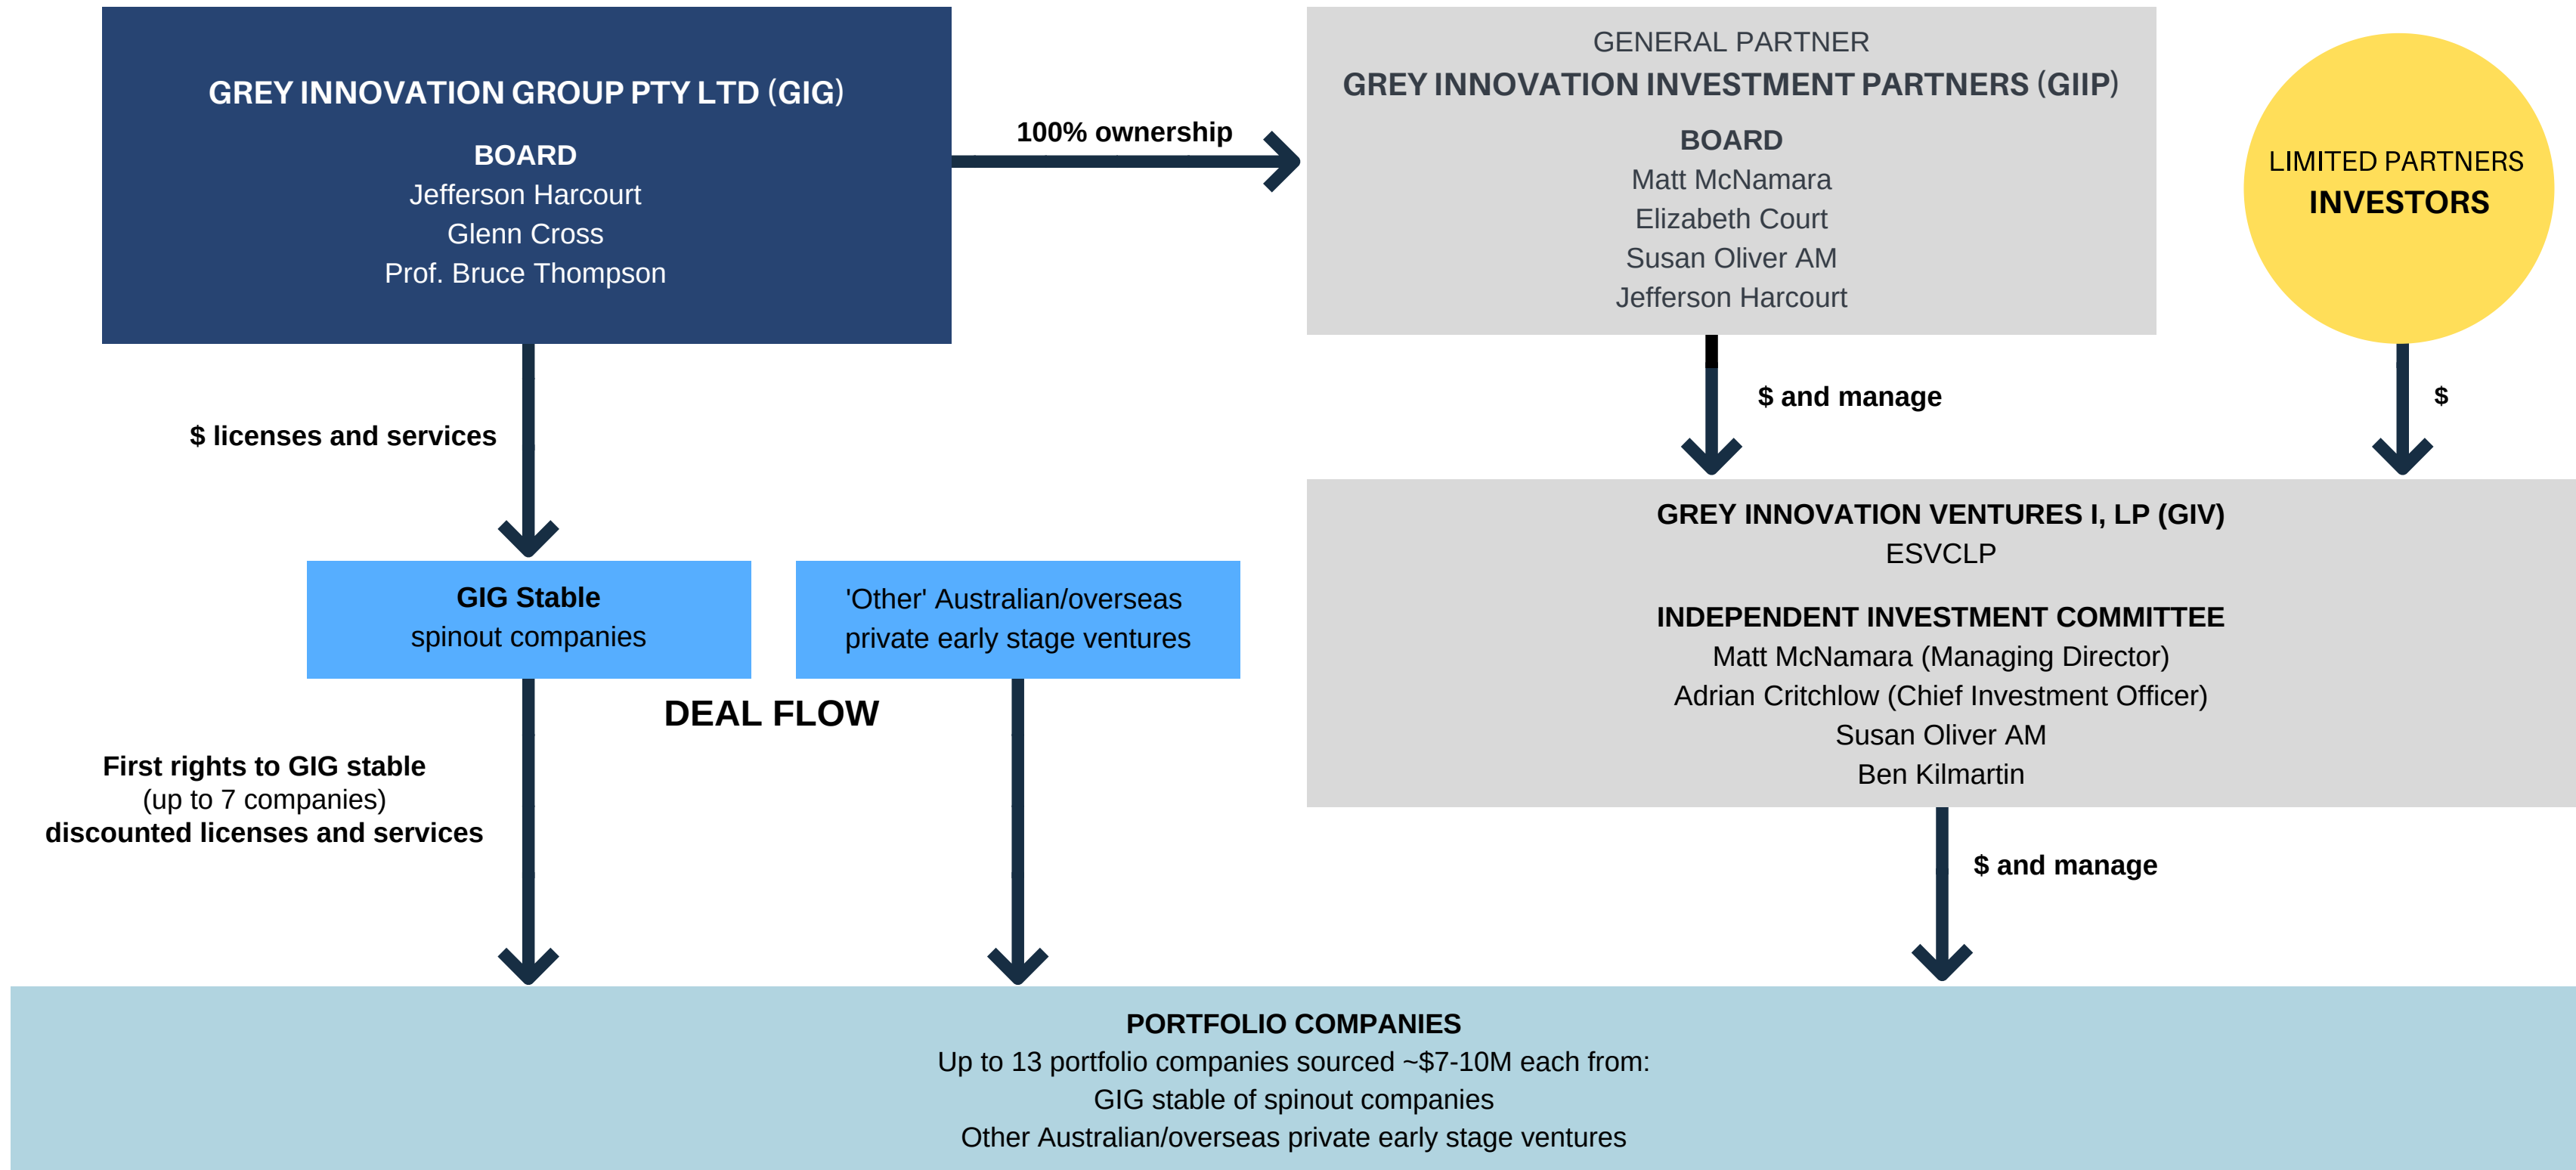 GREY INNOVATION GROUP PTY LTD (GIG)
BOARD
Jefferson Harcourt
Glenn Cross
Prof. Bruce Thompson
100% ownership
GENERAL PARTNER
GREY INNOVATION INVESTMENT PARTNERS (GIIP)
BOARD
Matt McNamara
Elizabeth Court
Susan Oliver AM
Jefferson Harcourt
LIMITED PARTNERS
INVESTORS
$ licenses and services
$ and manage
$
GIG Stable
spinout companies
'Other' Australian/overseas
private early stage ventures
DEAL FLOW
First rights to GIG stable
(up to 7 companies)
discounted licenses and services
GREY INNOVATION VENTURES I, LP (GIV)
ESVCLP
INDEPENDENT INVESTMENT COMMITTEE
Matt McNamara (Managing Director)
Adrian Critchlow (Chief Investment Officer)
Susan Oliver AM
Ben Kilmartin
$ and manage
PORTFOLIO COMPANIES
Up to 13 portfolio companies sourced ~$7-10M each from:
GIG stable of spinout companies
Other Australian/overseas private early stage ventures